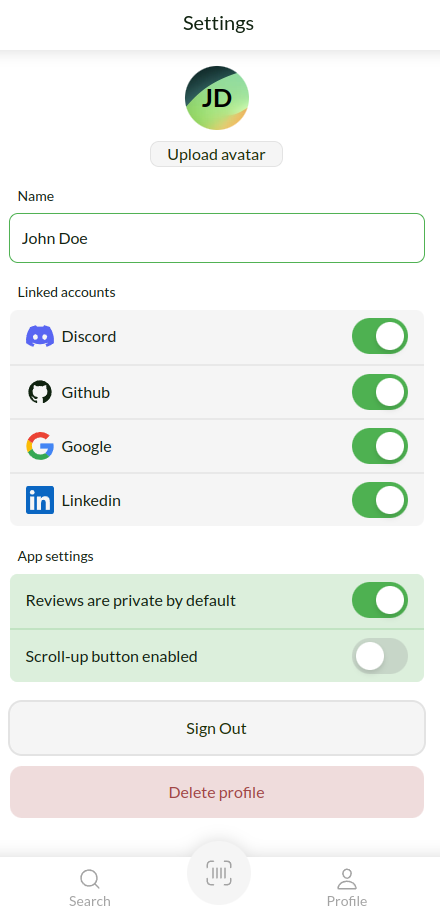 Settings
JD
Upload avatar
Name
John Doe
Linked accounts
Discord
Github
Google
Linkedin
App settings
Reviews are private by default
Scroll-up button enabled
Sign Out
Delete profile
Search
Profile